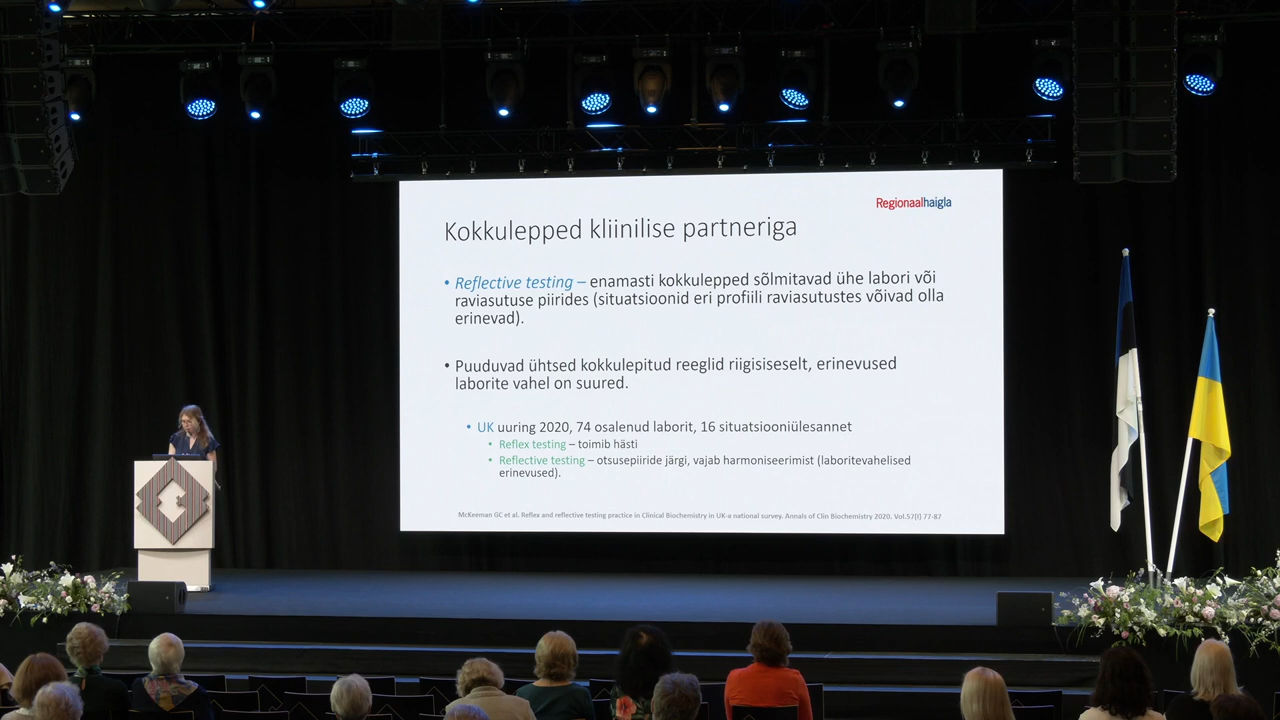 Regionaalhaigla
Kokkulepped kliinilise partneriga
• Reflective testing – enamasti kokkulepped sõlmitavad ühe labori või
raviasutuse piirides (situatsioonid eri profiili raviasutustes võivad olla
erinevad).
• Puuduvad ühtsed kokkulepitud reeglid riigisiseselt, erinevused
laborite vahel on suured.
• UK uuring 2020, 74 osalenud laborit, 16 situatsiooniülesannet
• Reflex testing – toimib hästi
• Reflective testing – otsusepiiride järgi, vajab harmoniseerimist (laboritevahelised
erinevused).
McKeeman GC et al. Reflex and reflective testing practice in Clinical Biochemistry in UK-a national survey. Annals of Clin Biochemistry 2020. Vol.57(I) 77-87